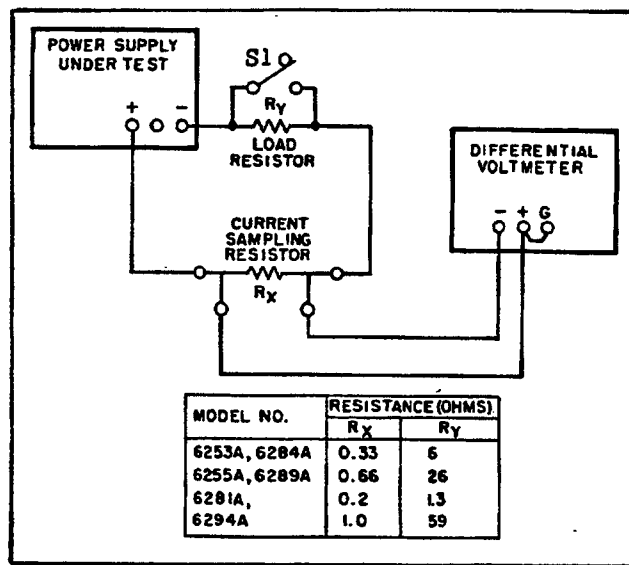 POWER SUPPLY
UNDER TEST
+ -
S1
RY
LOAD
RESISTOR
DIFFERENTIAL
VOLTMETER
- + G
CURRENT
SAMPLING
RESISTOR
RX
MODEL NO. RESISTANCE (OHMS)
RX RY
6253A, 6284A 0.33 6
6255A, 6289A 0.66 26
6281A, 0.2 1.3
6294A 1.0 59